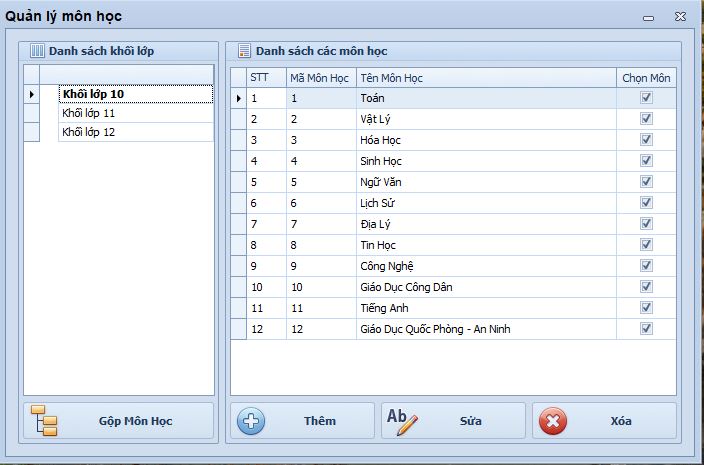 Quản lý môn học
Danh sách khối lớp
Khối lớp 10
Khối lớp 11
Khối lớp 12
Gộp Môn Học
Danh sách các môn học
STT Mã Môn Học Tên Môn Học Chọn Môn
1 1 Toán
2 2 Vật Lý
3 3 Hóa Học
4 4 Sinh Học
5 5 Ngữ Văn
6 6 Lịch Sử
7 7 Địa Lý
8 8 Tin Học
9 9 Công Nghệ
10 10 Giáo Dục Công Dân
11 11 Tiếng Anh
12 12 Giáo Dục Quốc Phòng - An Ninh
Thêm
Ab Sửa
Xóa